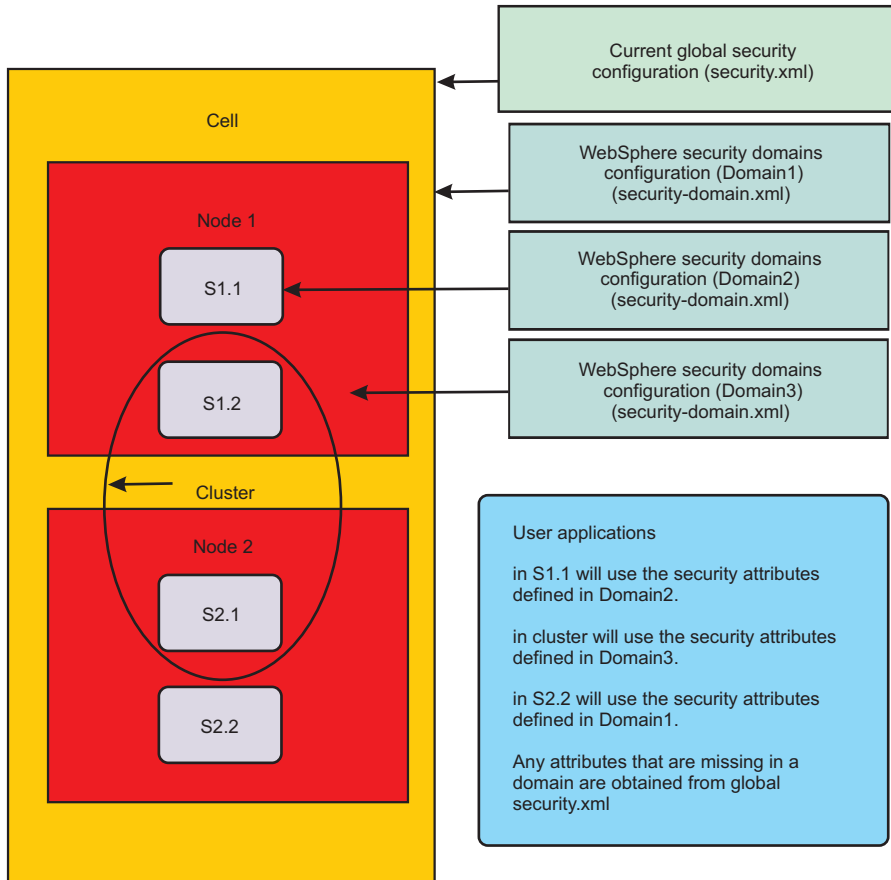 Current global security
configuration (security.xml)
Cell
WebSphere security domains
configuration (Domain1)
(security-domain.xml)
Node 1
WebSphere security domains
configuration (Domain2)
(security-domain.xml)
S1.1
WebSphere security domains
configuration (Domain3)
(security-domain.xml)
S1.2
Cluster
Node 2
S2.1
S2.2
User applications
in S1.1 will use the security attributes
defined in Domain2.
in cluster will use the security attributes
defined in Domain3.
in S2.2 will use the security attributes
defined in Domain1.
Any attributes that are missing in a
domain are obtained from global
security.xml